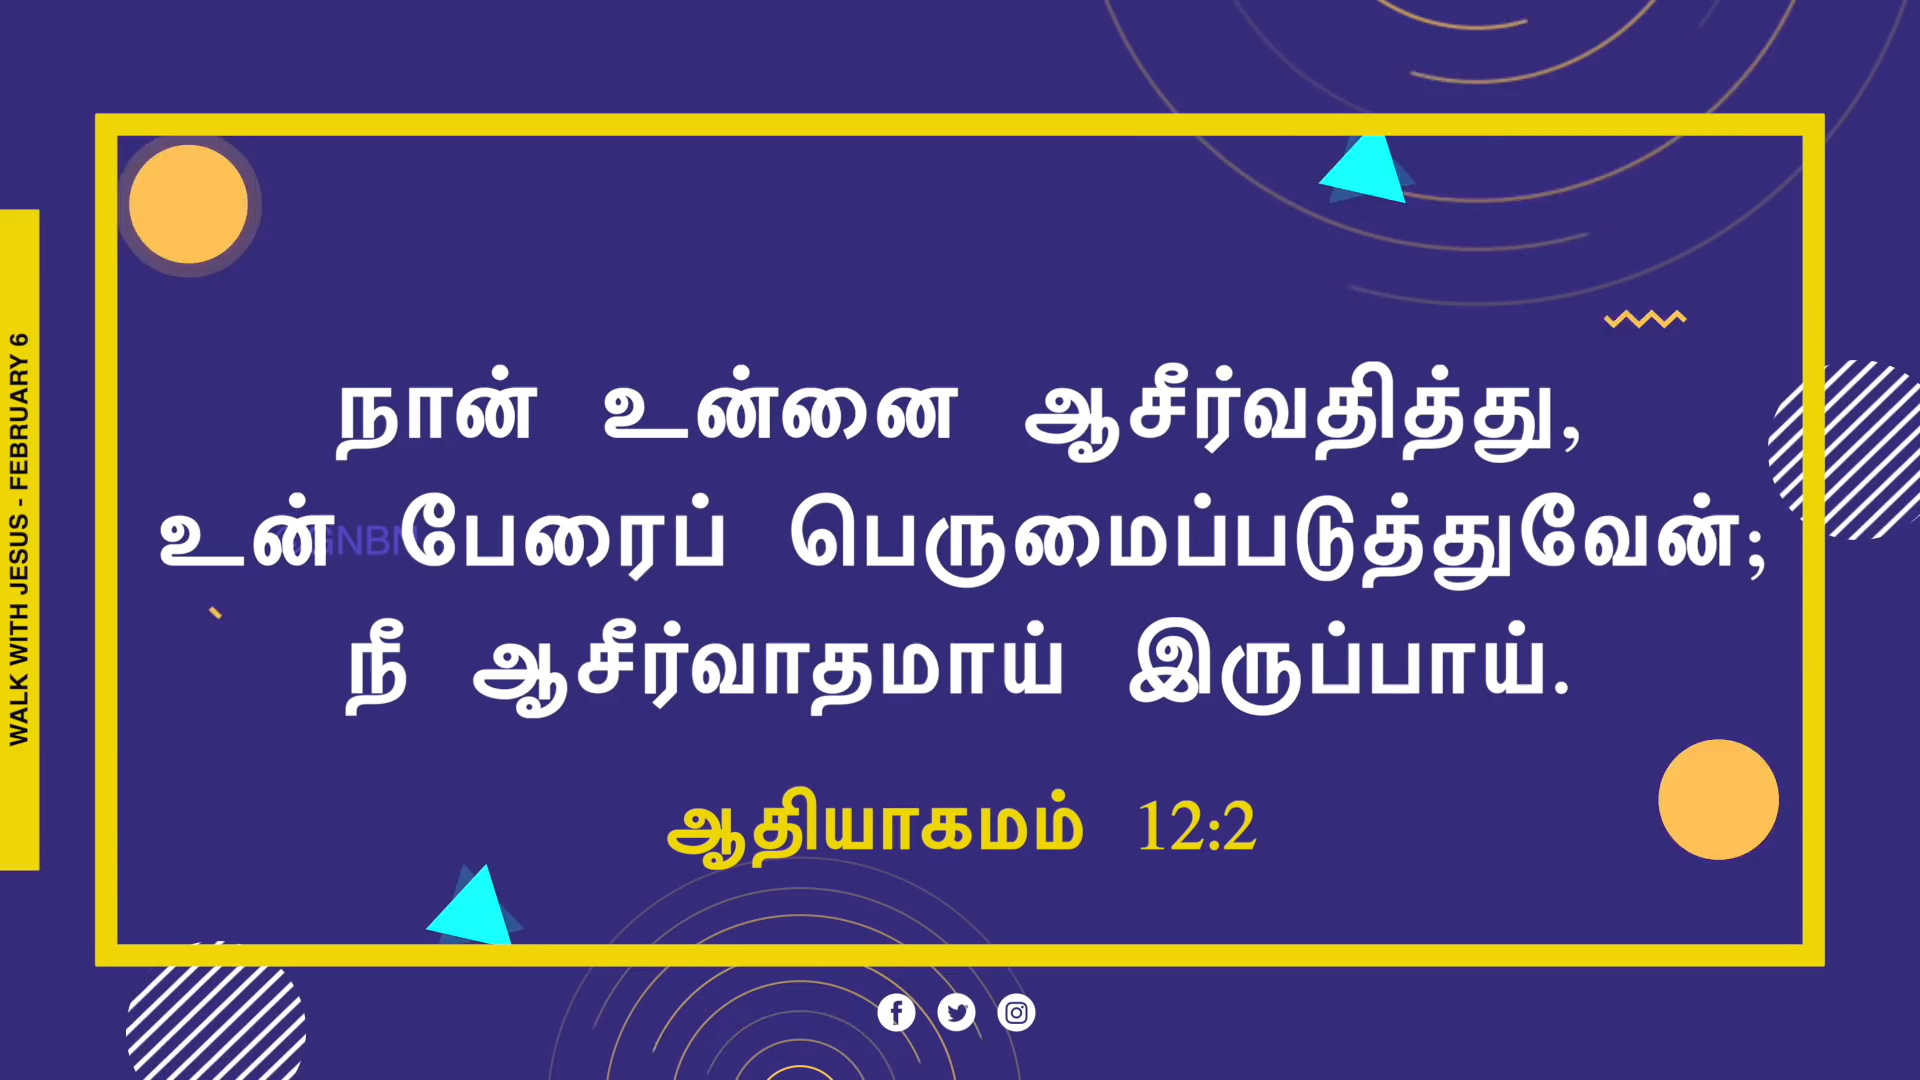 WALK WITH JESUS - FEBRUARY 6
நான் உன்னை ஆசீர்வதித்து,
உன் பேரைப் பெருமைப்படுத்துவேன்;
நீ ஆசீர்வாதமாய் இருப்பாய்.
ஆதியாகமம் 12:2